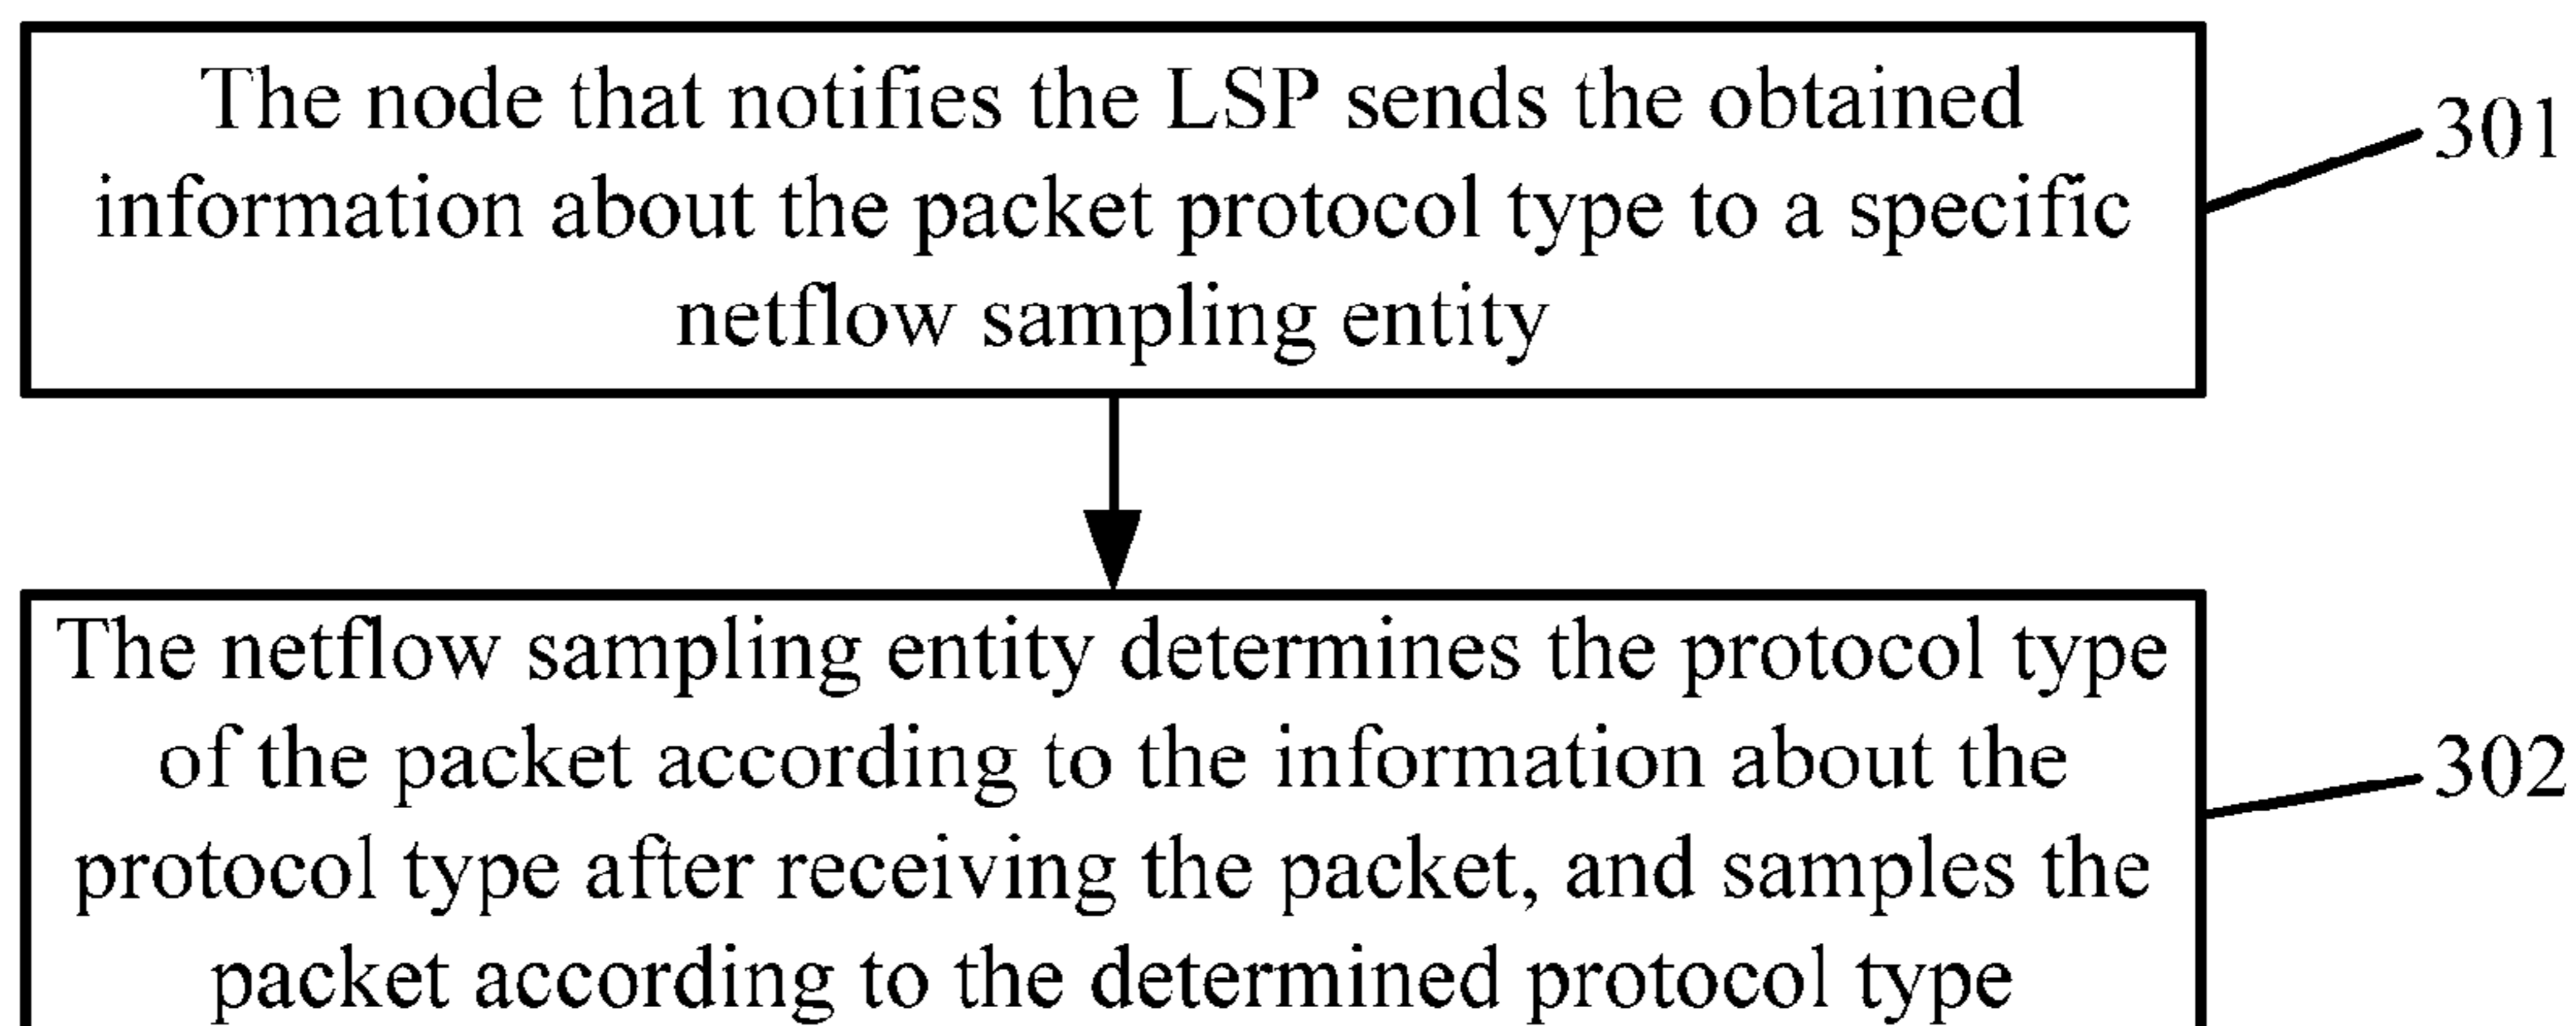 The node that notifies the LSP sends the obtained
information about the packet protocol type to a specific
netflow sampling entity
301
The netflow sampling entity determines the protocol type
of the packet according to the information about the
protocol type after receiving the packet, and samples the
packet according to the determined protocol type
302